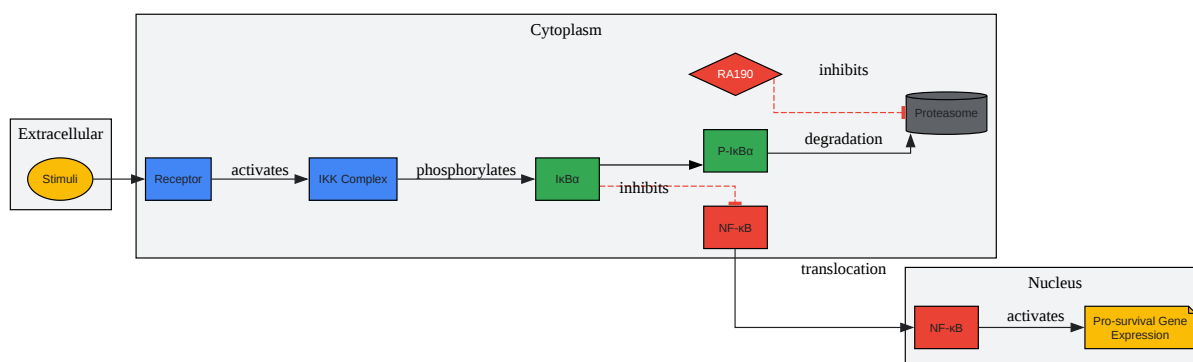 Cytoplasm
RA190
inhibits
Proteasome
Extracellular
Stimuli
Receptor
activates
IKK Complex
phosphorylates
IκBα
P-IκBα
degradation
inhibits
NF-κB
translocation
Nucleus
NF-κB
activates
Pro-survival Gene
Expression